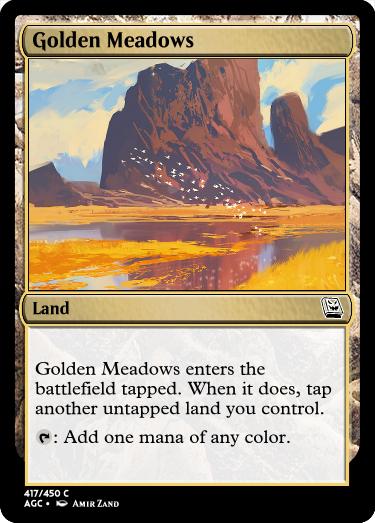 Golden Meadows
Land
Golden Meadows enters the
battlefield tapped. When it does, tap
another untapped land you control.
: Add one mana of any color.
417/450 C
AGC • Amir Zand